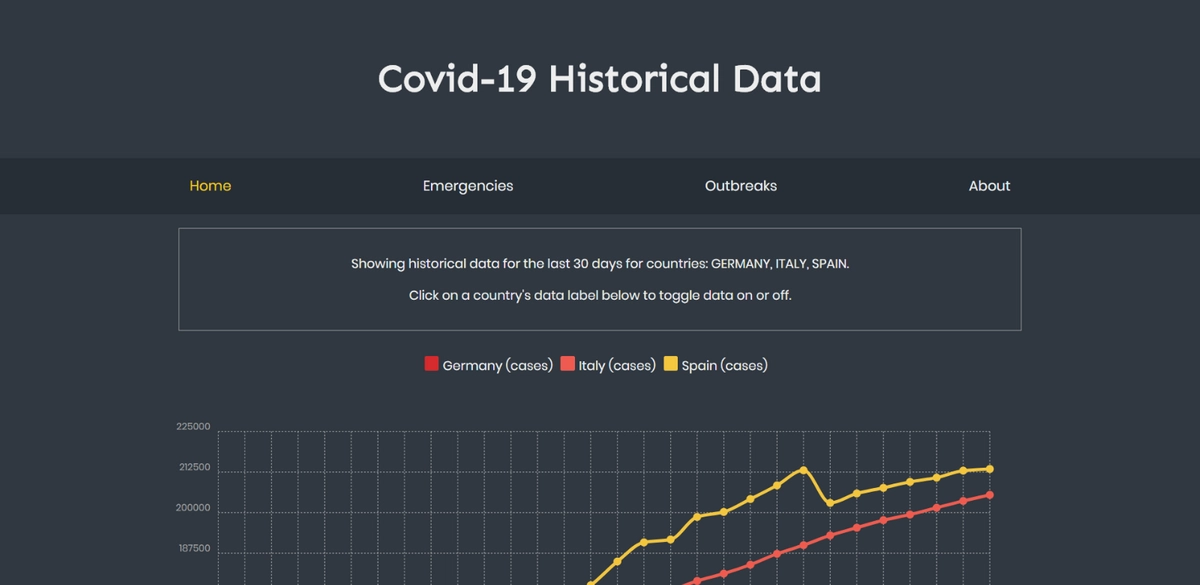 Covid-19 Historical Data
Home Emergencies Outbreaks About
Showing historical data for the last 30 days for countries: GERMANY, ITALY, SPAIN.
Click on a country's data label below to toggle data on or off.
Germany (cases) Italy (cases) Spain (cases)
225000
212500
200000
187500